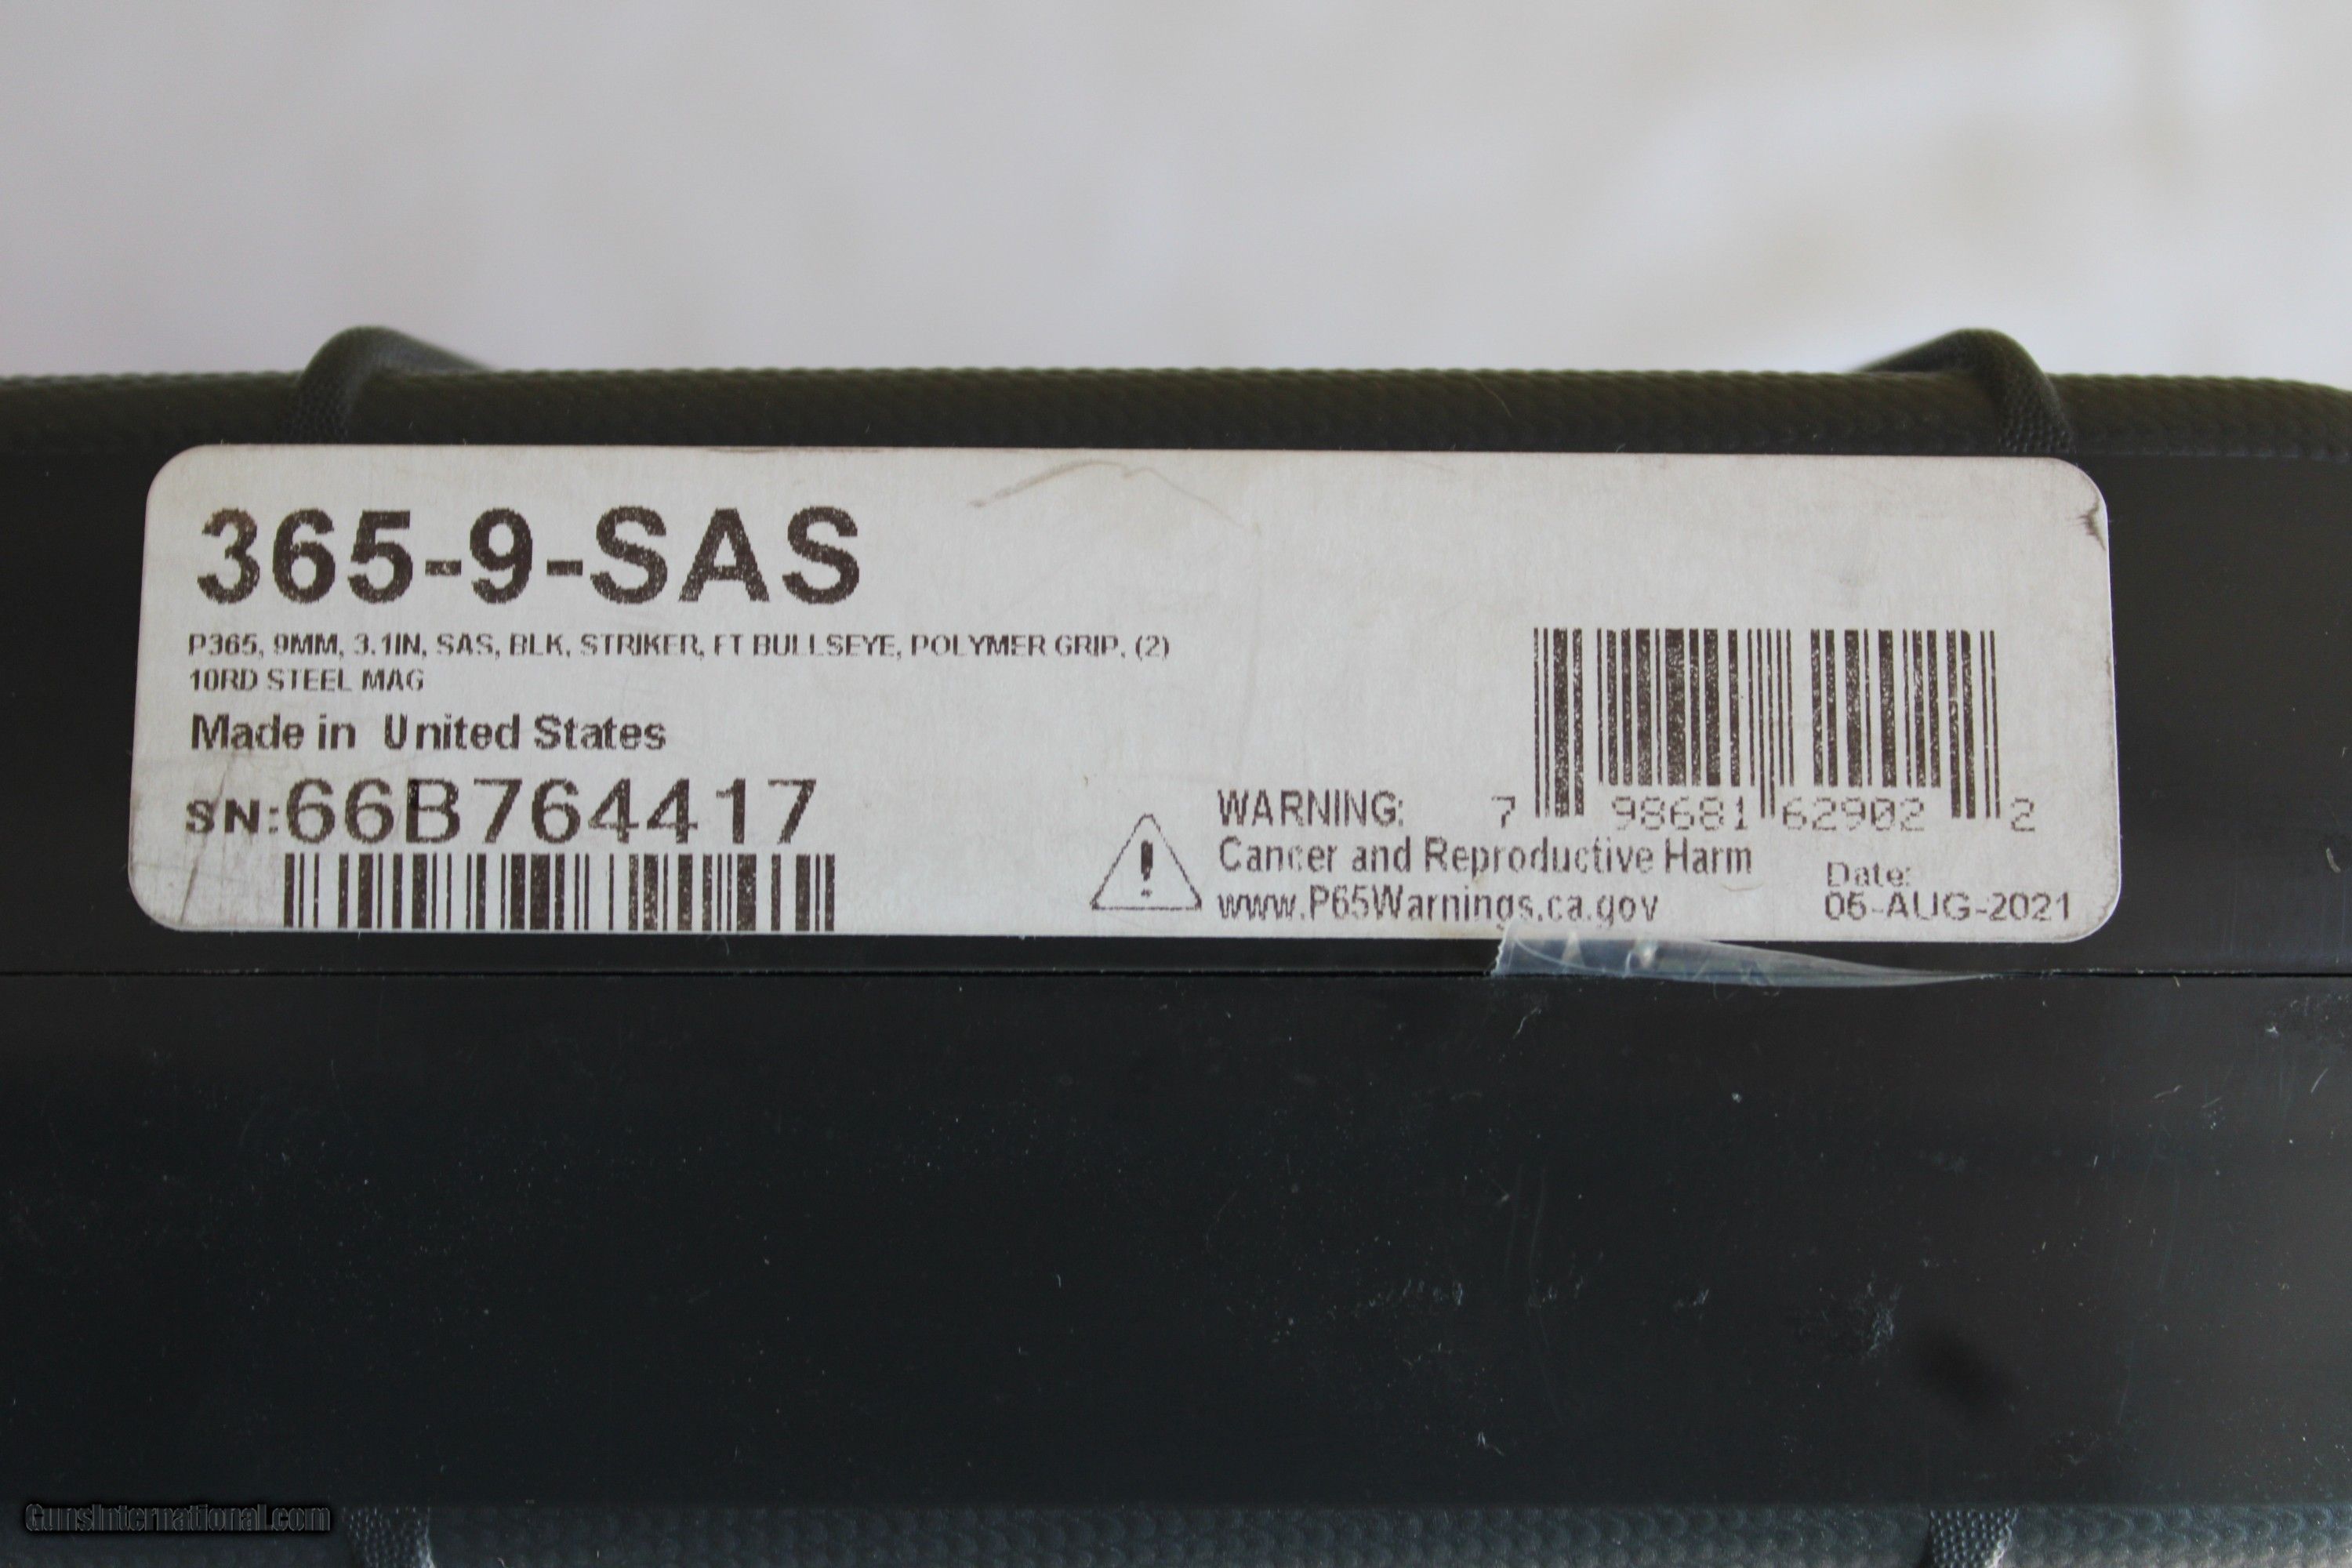 365-9-SAS
P365, 9MM, 3.1IN, SAS, BLK, STRIKER, FT BULLSEYE, POLYMER GRIP, (2)
10RD STEEL MAG
Made in United States
SN:66B764417
7 98681 62902 2
WARNING:
Cancer and Reproductive Harm
www.P65Warnings.ca.gov
Date:
06-AUG-2021
GunsInternational.com